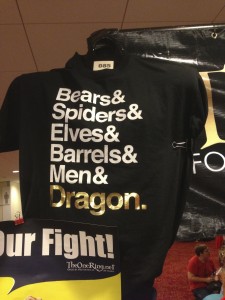 Bears&
Spiders&
Elves&
Barrels&
Men&
Dragon.
Our Fight!
TheOneRing.net